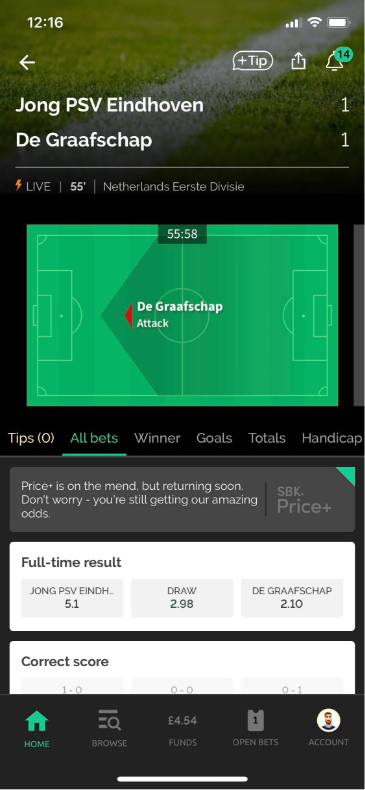 12:16
+Tip
14
Jong PSV Eindhoven 1
De Graafschap 1
LIVE | 55' | Netherlands Eerste Divisie
55:58
De Graafschap
Attack
Tips (0) All bets Winner Goals Totals Handicap
Price+ is on the mend, but returning soon.
Don't worry - you're still getting our amazing
odds.
SBK.
Price+
Full-time result
JONG PSV EINDH... DRAW DE GRAAFSCHAP
5.1 2.98 2.10
Correct score
1 - 0 0 - 0 0 - 1
£4.54 1
HOME BROWSE FUNDS OPEN BETS ACCOUNT